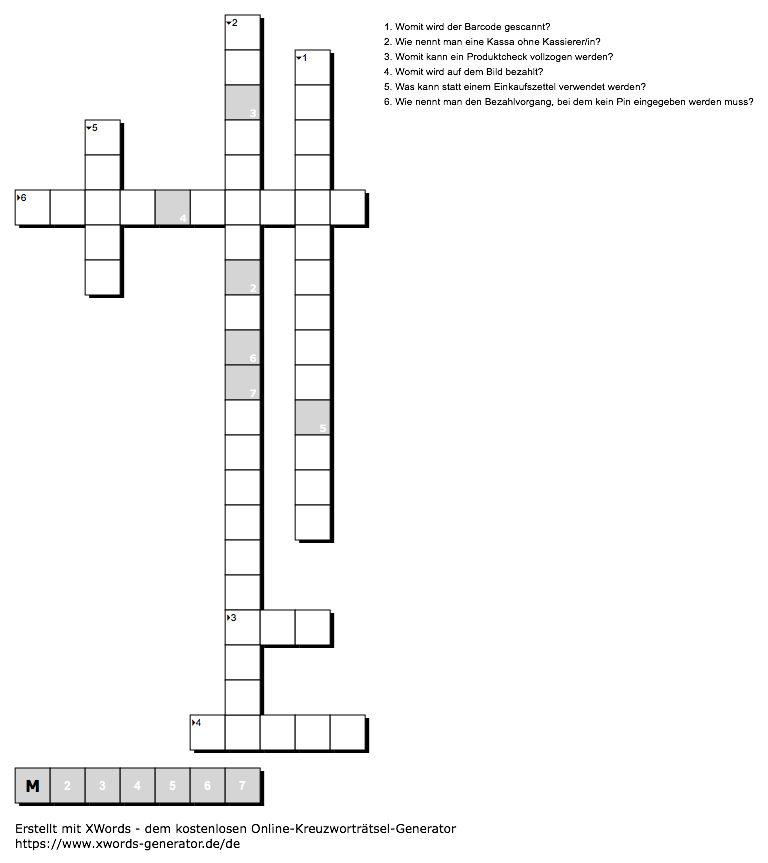 2
1. Womit wird der Barcode gescannt?
2. Wie nennt man eine Kassa ohne Kassierer/in?
1
3. Womit kann ein Produktcheck vollzogen werden?
4. Womit wird auf dem Bild bezahlt?
5. Was kann statt einem Einkaufszettel verwendet werden?
6. Wie nennt man den Bezahlvorgang, bei dem kein Pin eingegeben werden muss?
3
5
6
4
2
6
7
5
3
4
M 2 3 4 5 6 7
Erstellt mit XWords - dem kostenlosen Online-Kreuzworträtsel-Generator
https://www.xwords-generator.de/de